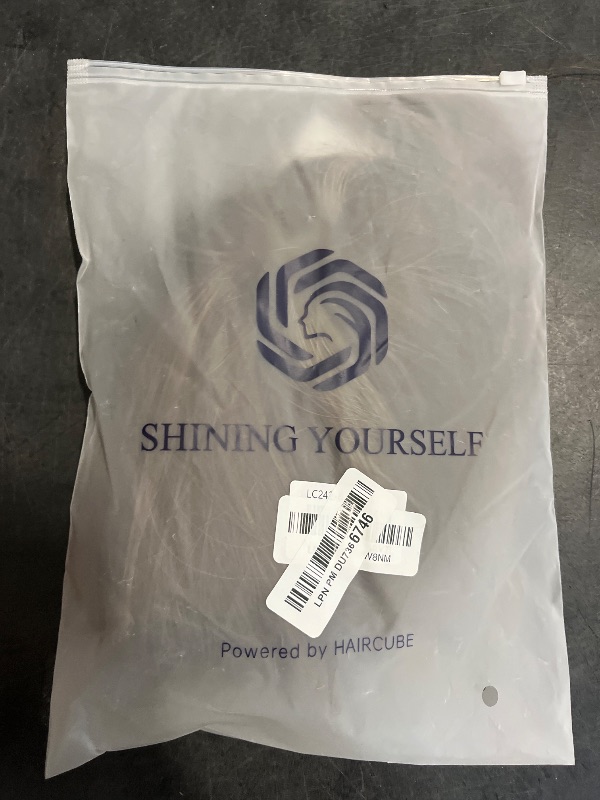 SHINING YOURSELF
LC24
W8NM
LPN PM DU736 6746
Powered by HAIRCUBE